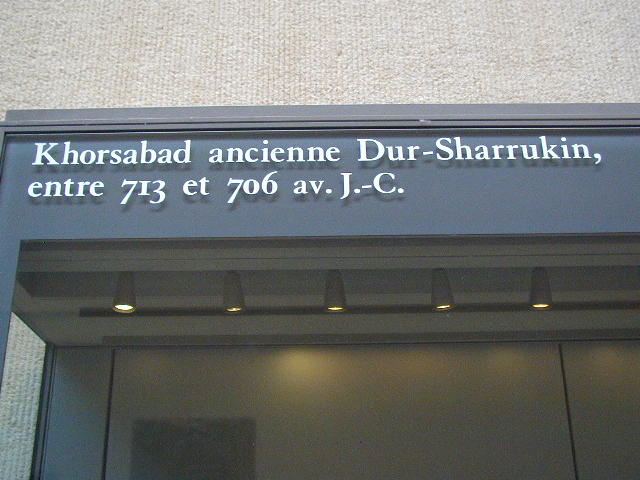 Khorsabad ancienne Dur-Sharrukin,
entre 713 et 706 av. J.-C.